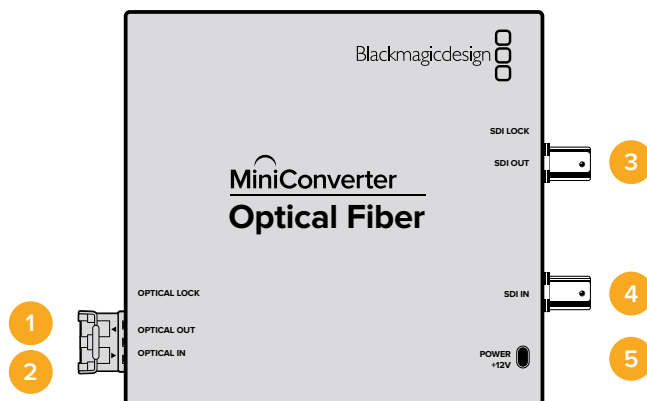 Blackmagicdesign
SDI LOCK
SDI OUT
3
MiniConverter
Optical Fiber
OPTICAL LOCK
SDI IN
4
1
OPTICAL OUT
2
OPTICAL IN
POWER
+12V
5